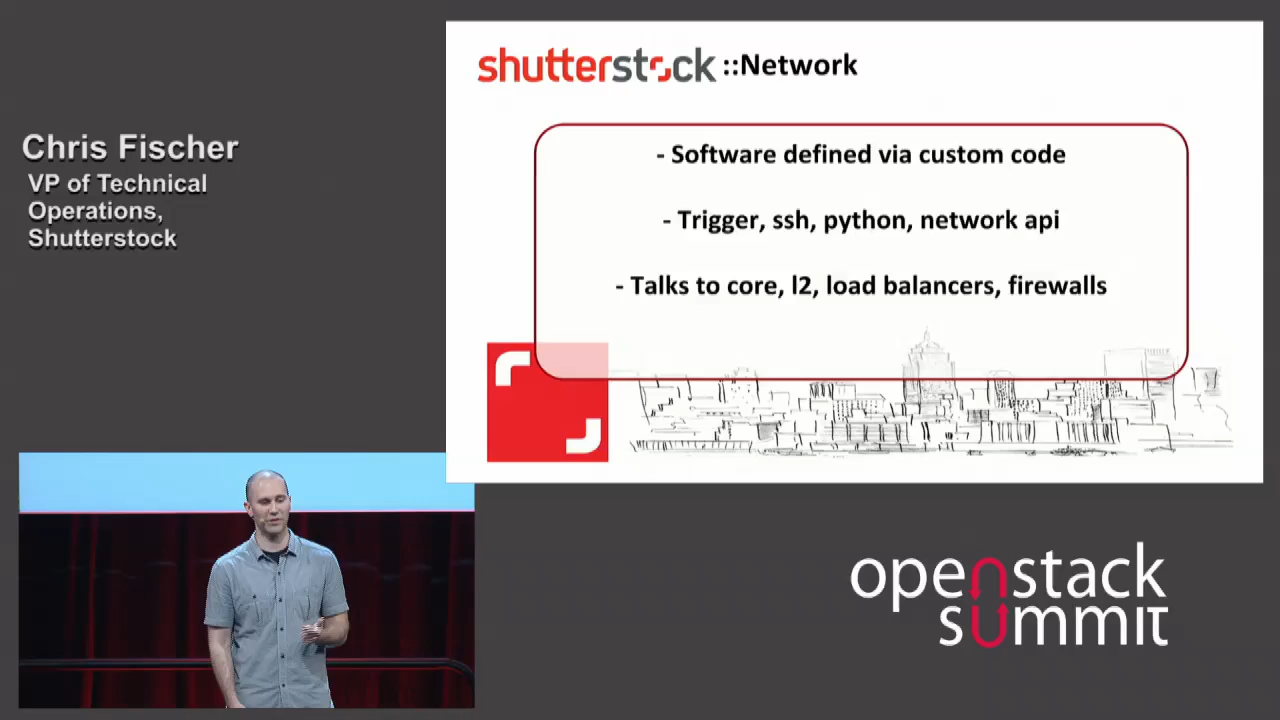 shutterstock ::Network
Chris Fischer
VP of Technical
Operations,
Shutterstock
- Software defined via custom code
- Trigger, ssh, python, network api
- Talks to core, l2, load balancers, firewalls
openstack
summit